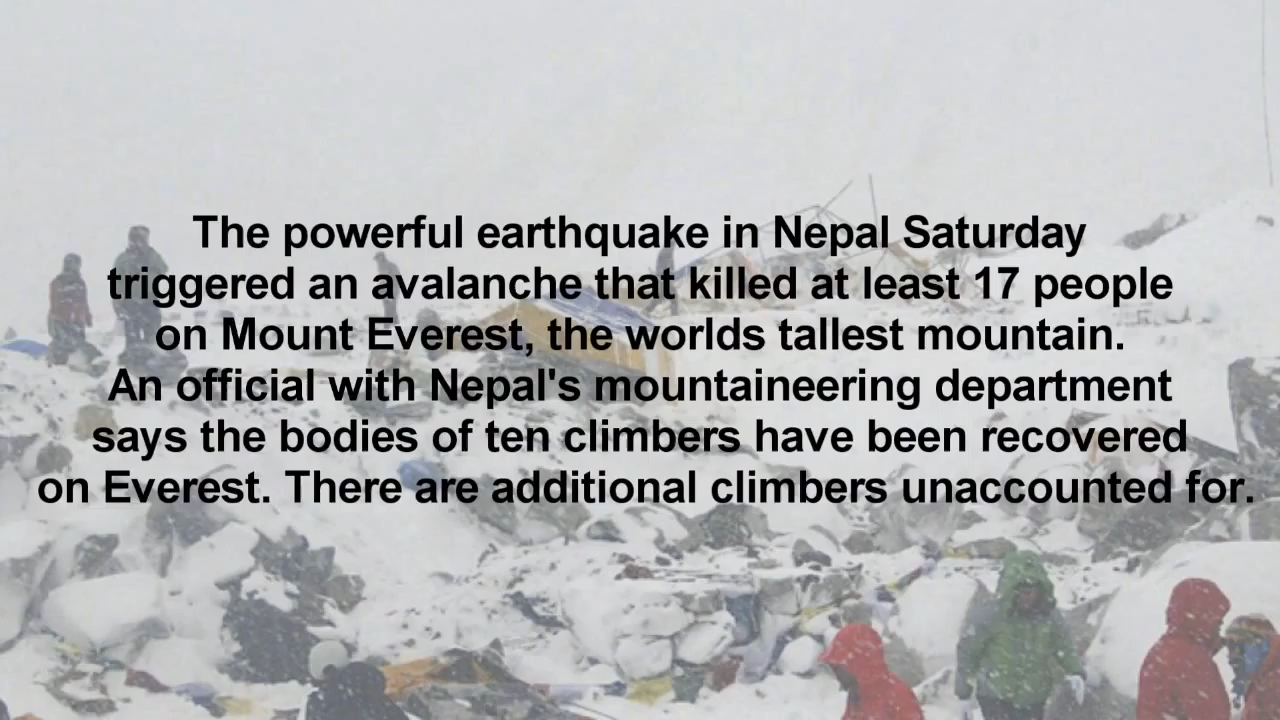 The powerful earthquake in Nepal Saturday
triggered an avalanche that killed at least 17 people
on Mount Everest, the worlds tallest mountain.
An official with Nepal's mountaineering department
says the bodies of ten climbers have been recovered
on Everest. There are additional climbers unaccounted for.